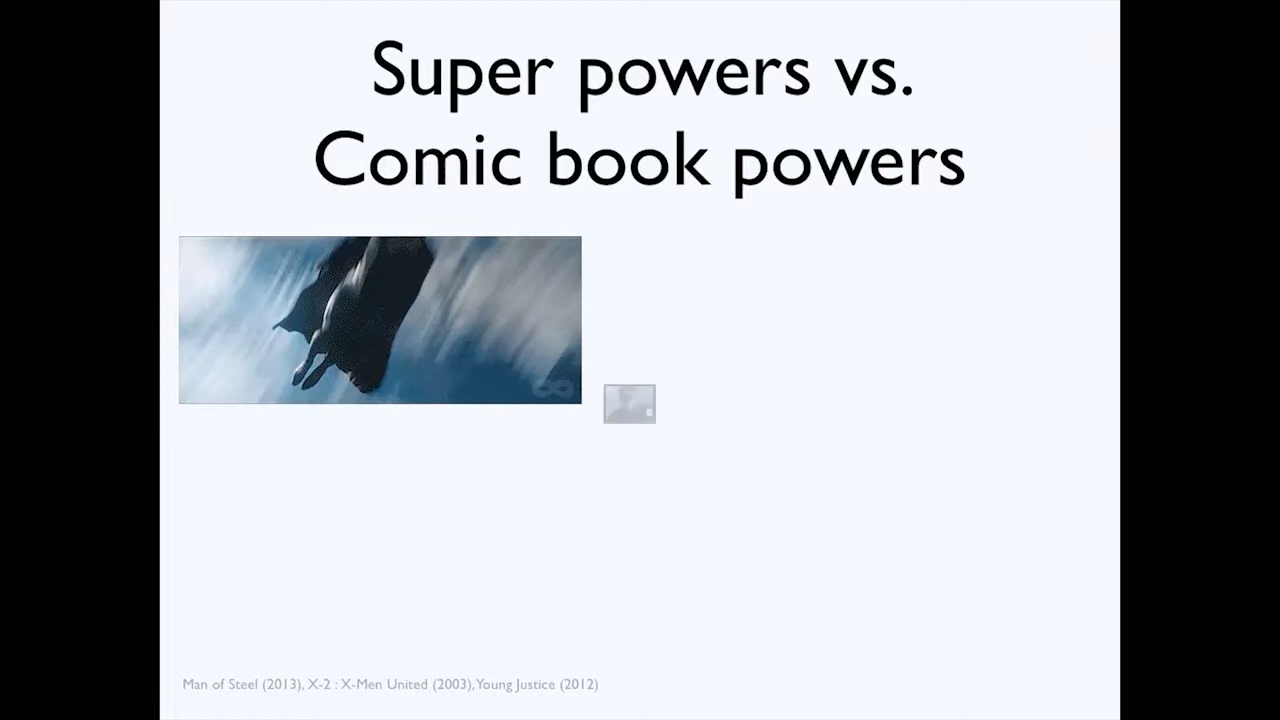 Super powers vs.
Comic book powers
Man of Steel (2013), X-2 : X-Men United (2003), Young Justice (2012)